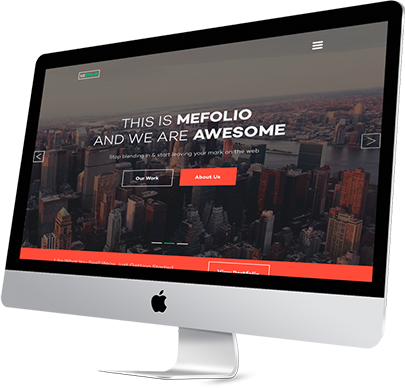 THIS IS MEFOLIO
AND WE ARE AWESOME
Stop blending in & start leaving your mark on the web
Our Work
About Us
View Portfolio